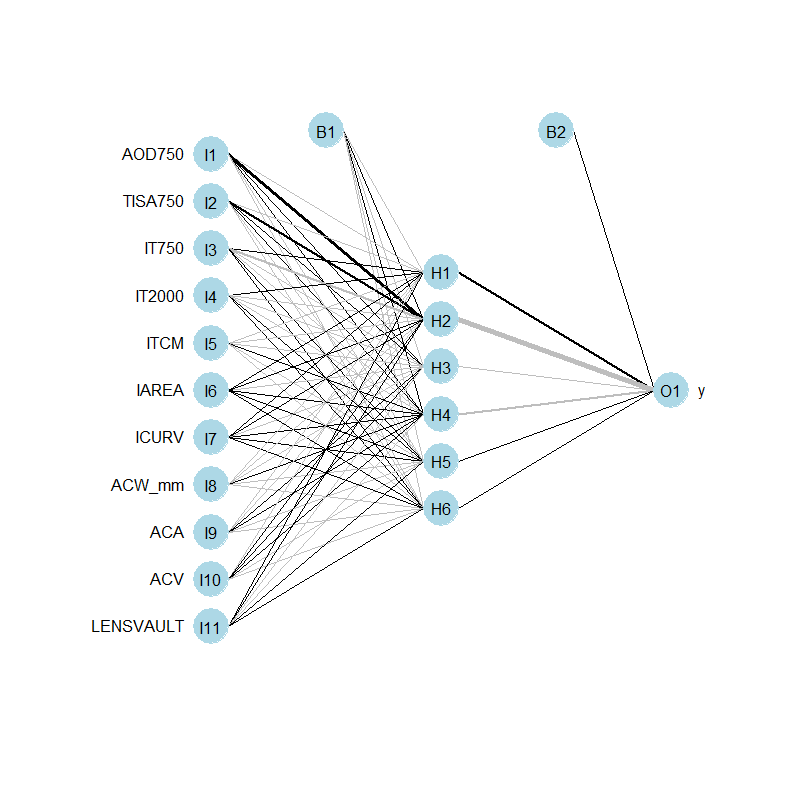 B1
B2
AOD750 I1
TISA750 I2
IT750 I3
H1
IT2000 I4
H2
ITCM I5
H3
IAREA I6
O1 y
H4
ICURV I7
H5
ACW_mm I8
H6
ACA I9
ACV I10
LENSVAULT I11